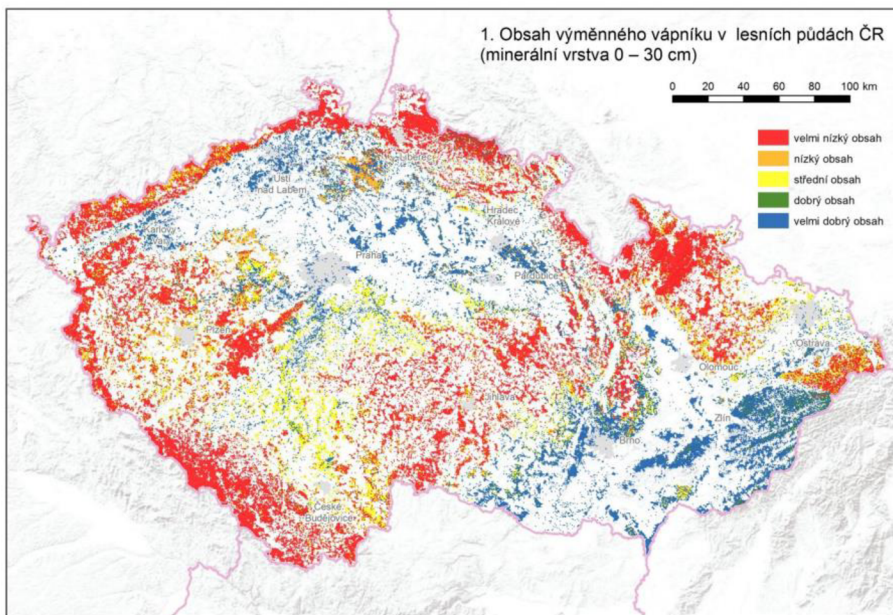 1. Obsah výměnného vápníku v lesních půdách ČR
(minerální vrstva 0 – 30 cm)
0 20 40 60 80 100 km
velmi nízký obsah
nízký obsah
střední obsah
dobrý obsah
velmi dobrý obsah
Liberec
Ústí
nad Labem
Karlovy
Vary
Hradec
Králové
Praha
Pardubice
Plzeň
Ostrava
Olomouc
Jihlava
Zlín
Brno
České
Budějovice